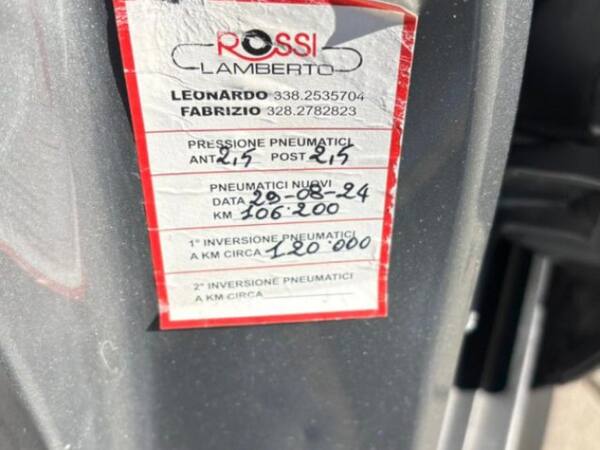 ROSSI
LAMBERTO
LEONARDO 338.2535704
FABRIZIO 328.2782823
PRESSIONE PNEUMATICI
ANT 2,5 POST 2,5
PNEUMATICI NUOVI
DATA 29-08-24
KM 106.200
1° INVERSIONE PNEUMATICI
A KM CIRCA 120.000
2° INVERSIONE PNEUMATICI
A KM CIRCA